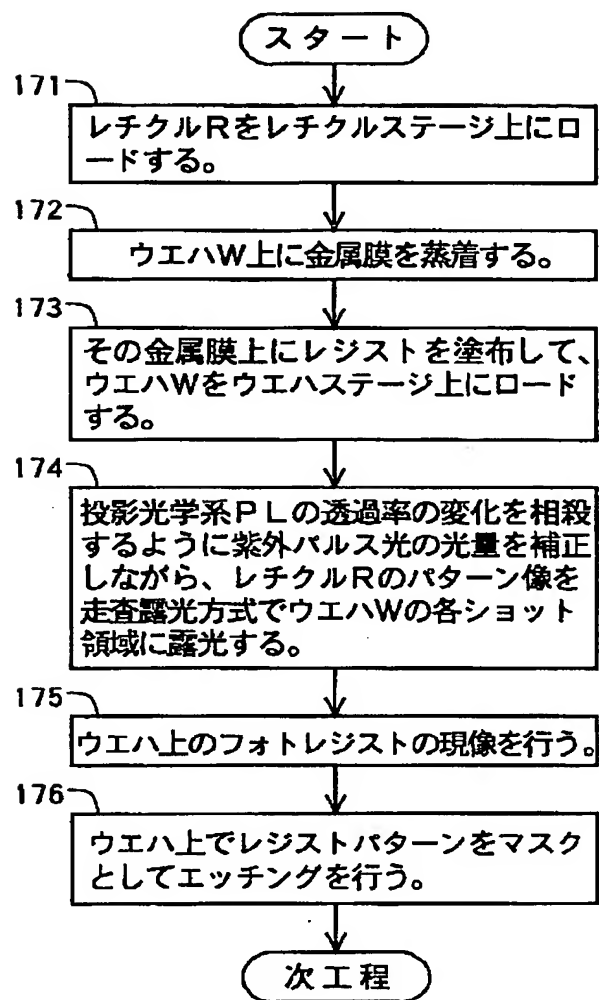 スタート
171
レチクルRをレチクルステージ上にロ
ードする。
172
ウエハW上に金属膜を蒸着する。
173
その金属膜上にレジストを塗布して、
ウエハWをウエハステージ上にロード
する。
174
投影光学系PLの透過率の変化を相殺
するように紫外パルス光の光量を補正
しながら、レチクルRのパターン像を
走査露光方式でウエハWの各ショット
領域に露光する。
175
ウエハ上のフォトレジストの現像を行う。
176
ウエハ上でレジストパターンをマスク
としてエッチングを行う。
次工程